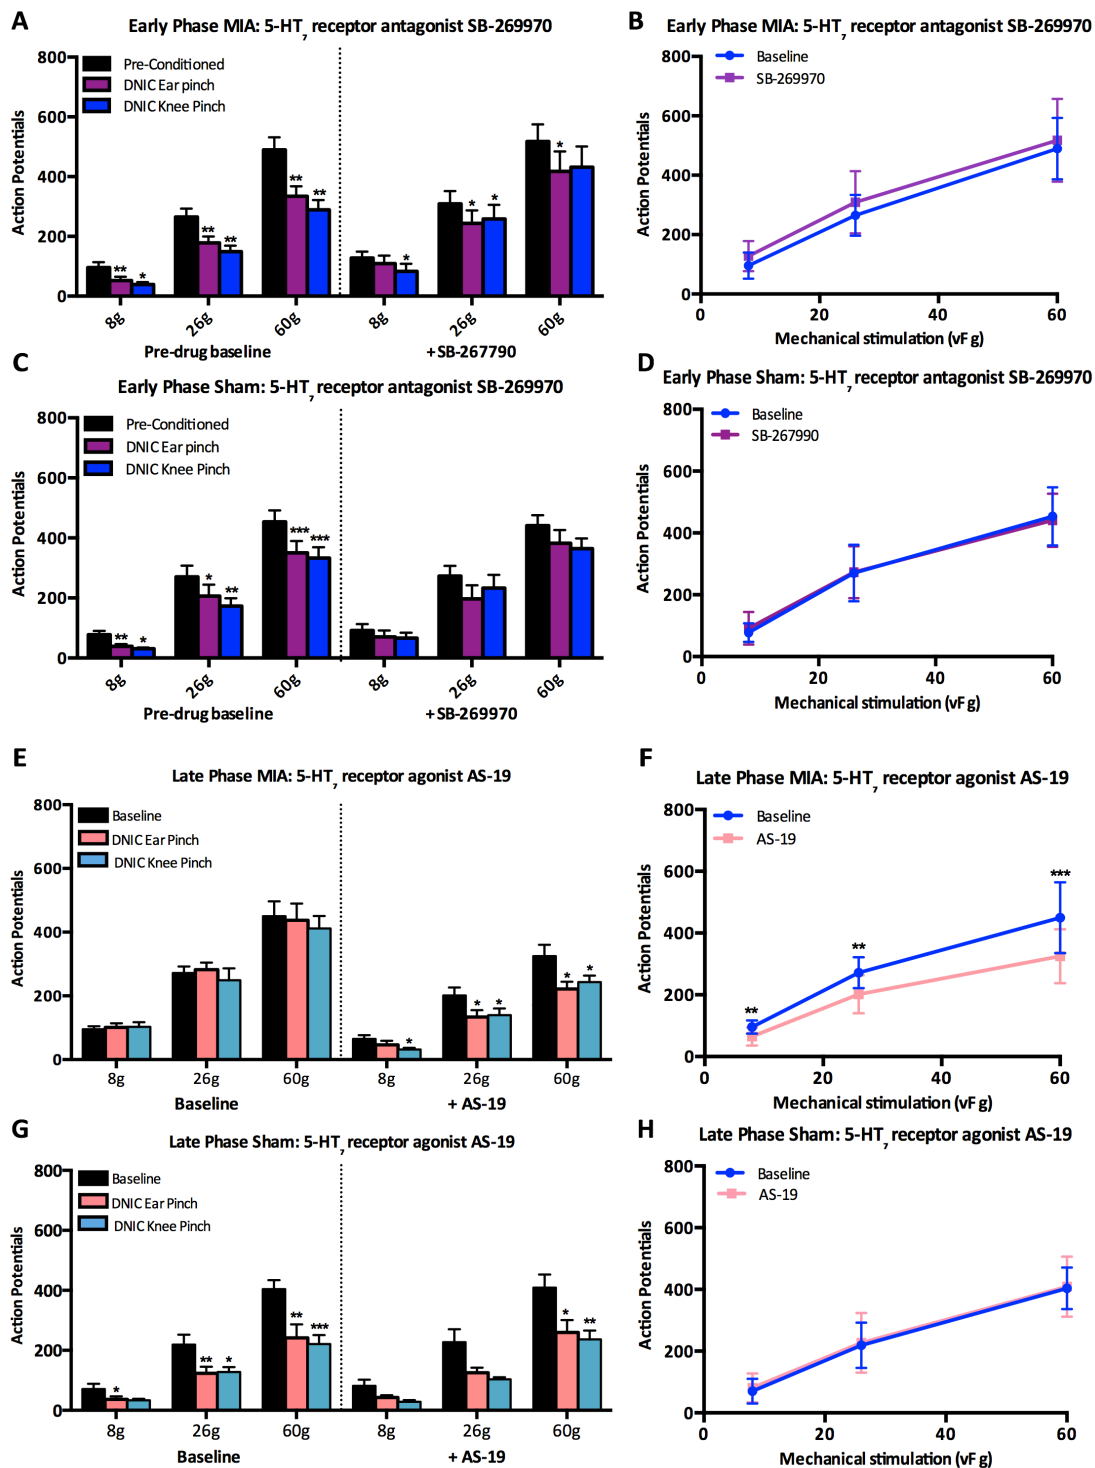 A
Early Phase MIA: 5-HT7 receptor antagonist SB-269970
Action Potentials
800
600
400
200
0
Pre-Conditioned
DNIC Ear pinch
DNIC Knee Pinch
** * ** ** ** ** * * * *
8g 26g 60g 8g 26g 60g
Pre-drug baseline +SB-267790
B
Early Phase MIA: 5-HT7 receptor antagonist SB-269970
Action Potentials
800
600
400
200
0
Baseline
SB-269970
0 20 40 60
Mechanical stimulation (vF g)
C
Early Phase Sham: 5-HT7 receptor antagonist SB-269970
Action Potentials
800
600
400
200
0
Pre-Conditioned
DNIC Ear pinch
DNIC Knee Pinch
** * * ** *** ***
8g 26g 60g 8g 26g 60g
Pre-drug baseline +SB-269970
D
Early Phase Sham: 5-HT7 receptor antagonist SB-269970
Action Potentials
800
600
400
200
0
Baseline
SB-267990
0 20 40 60
Mechanical stimulation (vF g)
E
Late Phase MIA: 5-HT7 receptor agonist AS-19
Action Potentials
800
600
400
200
0
Baseline
DNIC Ear Pinch
DNIC Knee Pinch
* * * * *
8g 26g 60g 8g 26g 60g
Baseline + AS-19
F
Late Phase MIA: 5-HT7 receptor agonist AS-19
Action Potentials
800
600
400
200
0
Baseline
AS-19
** ** ***
0 20 40 60
Mechanical stimulation (vF g)
G
Late Phase Sham: 5-HT7 receptor agonist AS-19
Action Potentials
800
600
400
200
0
Baseline
DNIC Ear Pinch
DNIC Knee Pinch
* ** * ** *** * **
8g 26g 60g 8g 26g 60g
Baseline + AS-19
H
Late Phase Sham: 5-HT7 receptor agonist AS-19
Action Potentials
800
600
400
200
0
Baseline
AS-19
0 20 40 60
Mechanical stimulation (vF g)